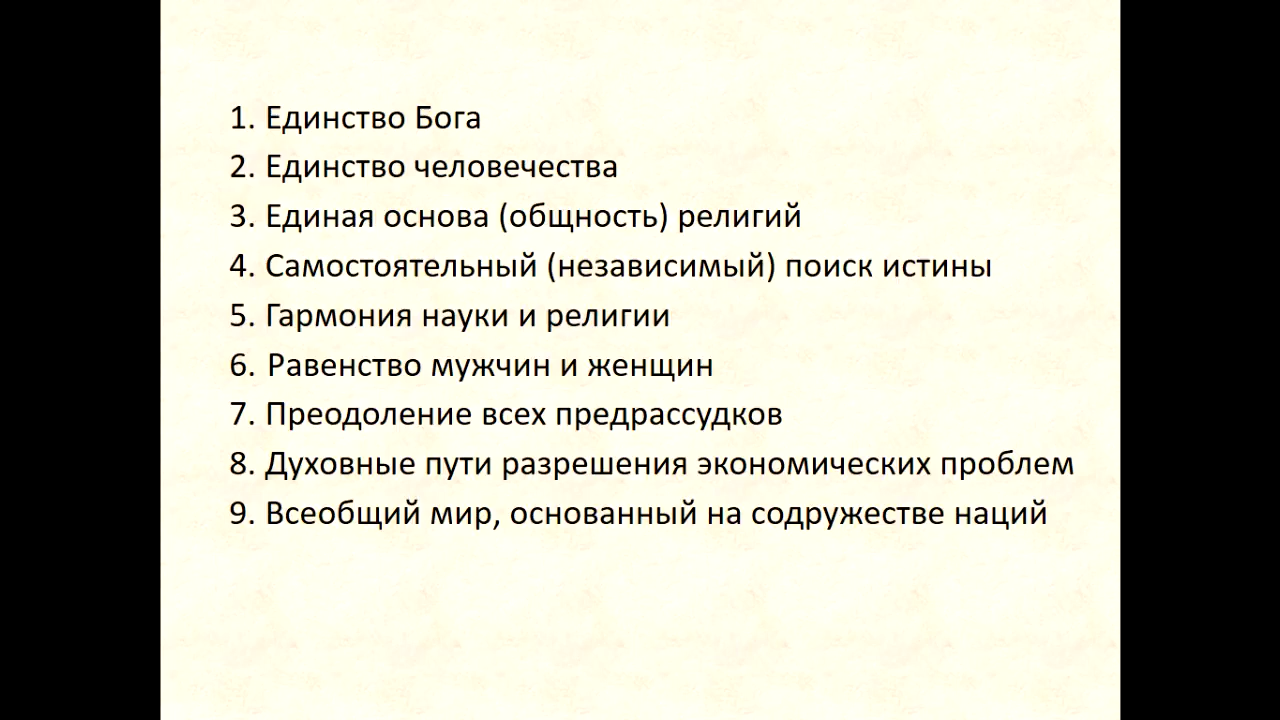 1. Единство Бога
2. Единство человечества
3. Единая основа (общность) религий
4. Самостоятельный (независимый) поиск истины
5. Гармония науки и религии
6. Равенство мужчин и женщин
7. Преодоление всех предрассудков
8. Духовные пути разрешения экономических проблем
9. Всеобщий мир, основанный на содружестве наций